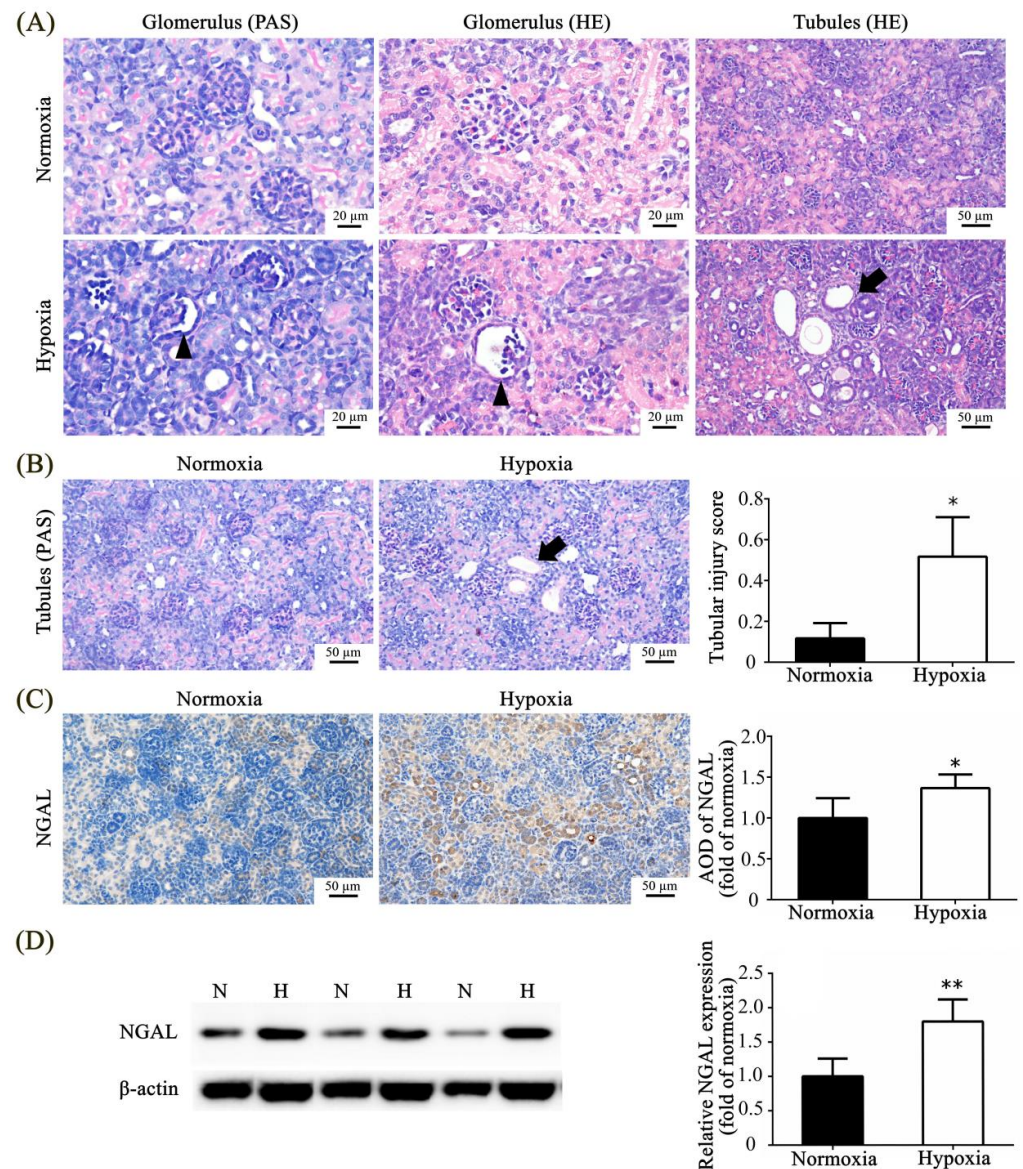 (A)
Glomerulus (PAS) Glomerulus (HE) Tubules (HE)
Normoxia
20 µm 20 µm 50 µm
Hypoxia
20 µm 20 µm 50 µm
(B)
Normoxia Hypoxia
Tubules (PAS)
50 µm 50 µm
Tubular injury score
0.8
0.6
0.4
0.2
0
*
Normoxia Hypoxia
(C)
Normoxia Hypoxia
NGAL
50 µm 50 µm
AOD of NGAL
(fold of normoxia)
2.0
1.5
1.0
0.5
0
*
Normoxia Hypoxia
(D)
N H N H N H
NGAL
β-actin
Relative NGAL expression
(fold of normoxia)
2.5
2.0
1.5
1.0
0.5
0
**
Normoxia Hypoxia